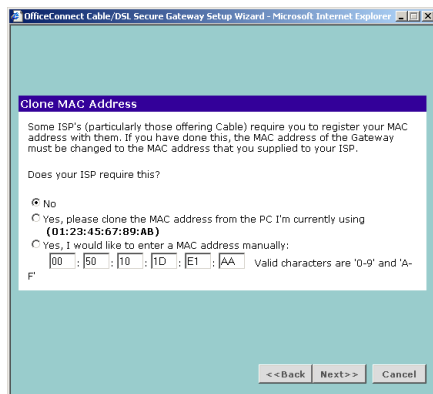 OfficeConnect Cable/DSL Secure Gateway Setup Wizard - Microsoft Internet Explorer
Clone MAC Address
Some ISP's (particularly those offering Cable) require you to register your MAC
address with them. If you have done this, the MAC address of the Gateway
must be changed to the MAC address that you supplied to your ISP.
Does your ISP require this?
No
Yes, please clone the MAC address from the PC I'm currently using
(01:23:45:67:89:AB)
Yes, I would like to enter a MAC address manually:
00 : 50 : 10 : 1D : E1 : AA Valid characters are '0-9' and 'A-
F'
<<Back Next>> Cancel